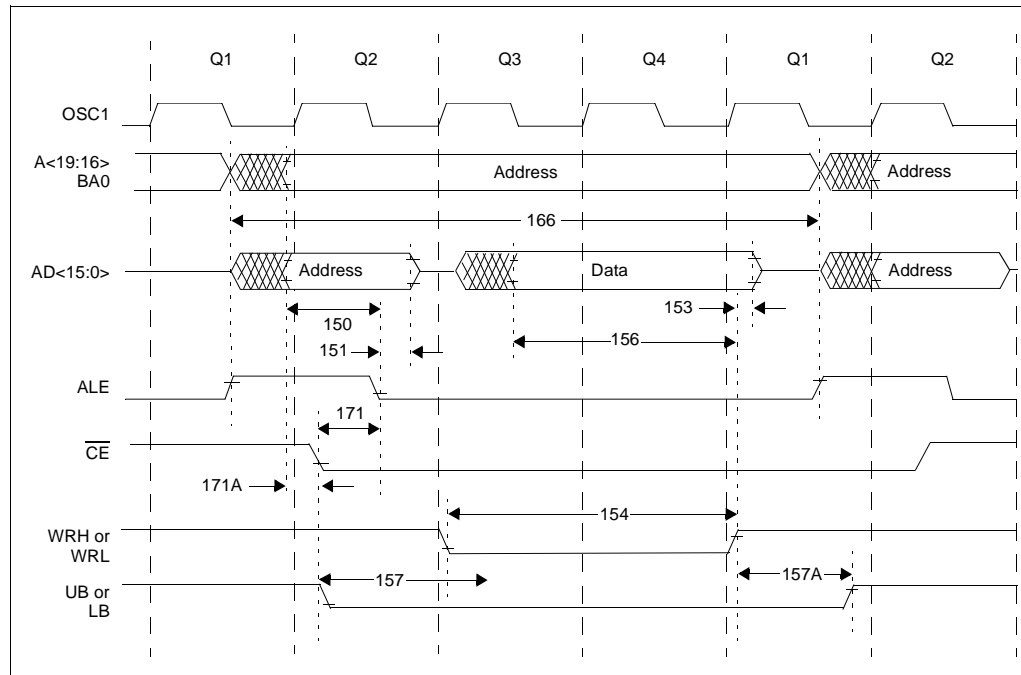 Q1 Q2 Q3 Q4 Q1 Q2
OSC1
A<19:16>
BA0
Address
Address
166
AD<15:0>
Address
Data
Address
150
153
151
156
ALE
171
CE
171A
154
WRH or
WRL
157
157A
UB or
LB